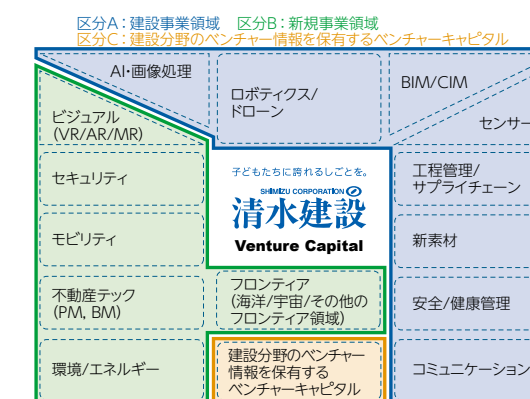 区分A：建設事業領域　区分B：新規事業領域
区分C：建設分野のベンチャー情報を保有するベンチャーキャピタル
AI・画像処理
ロボティクス/
ドローン
BIM/CIM
センサー
ビジュアル
(VR/AR/MR)
セキュリティ
モビリティ
不動産テック
(PM, BM)
環境/エネルギー
子どもたちに誇れるしごとを。
SHIMIZU CORPORATION
清水建設
Venture Capital
フロンティア
(海洋/宇宙/その他の
フロンティア領域)
建設分野のベンチャー
情報を保有する
ベンチャーキャピタル
工程管理/
サプライチェーン
新素材
安全/健康管理
コミュニケーション